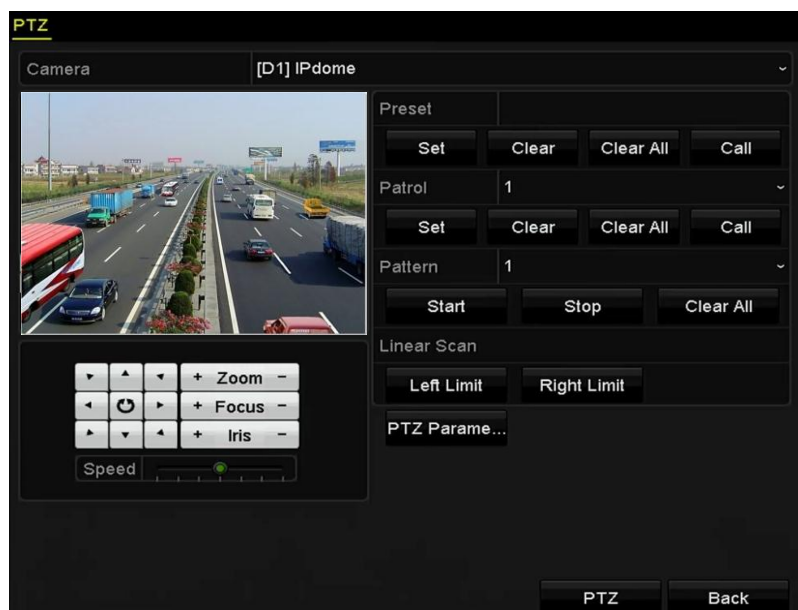 PTZ
Camera [D1] IPdome
Preset
Set Clear Clear All Call
Patrol 1
Set Clear Clear All Call
Pattern 1
Start Stop Clear All
Linear Scan
Left Limit Right Limit
PTZ Parame...
+ Zoom -
+ Focus -
+ Iris -
Speed
PTZ Back